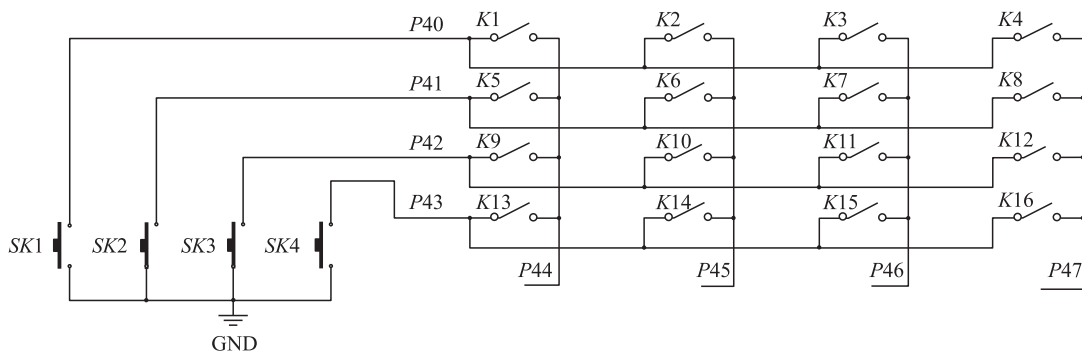 P40 K1 K2 K3 K4
P41 K5 K6 K7 K8
P42 K9 K10 K11 K12
P43 K13 K14 K15 K16
SK1 SK2 SK3 SK4
P44 P45 P46 P47
GND